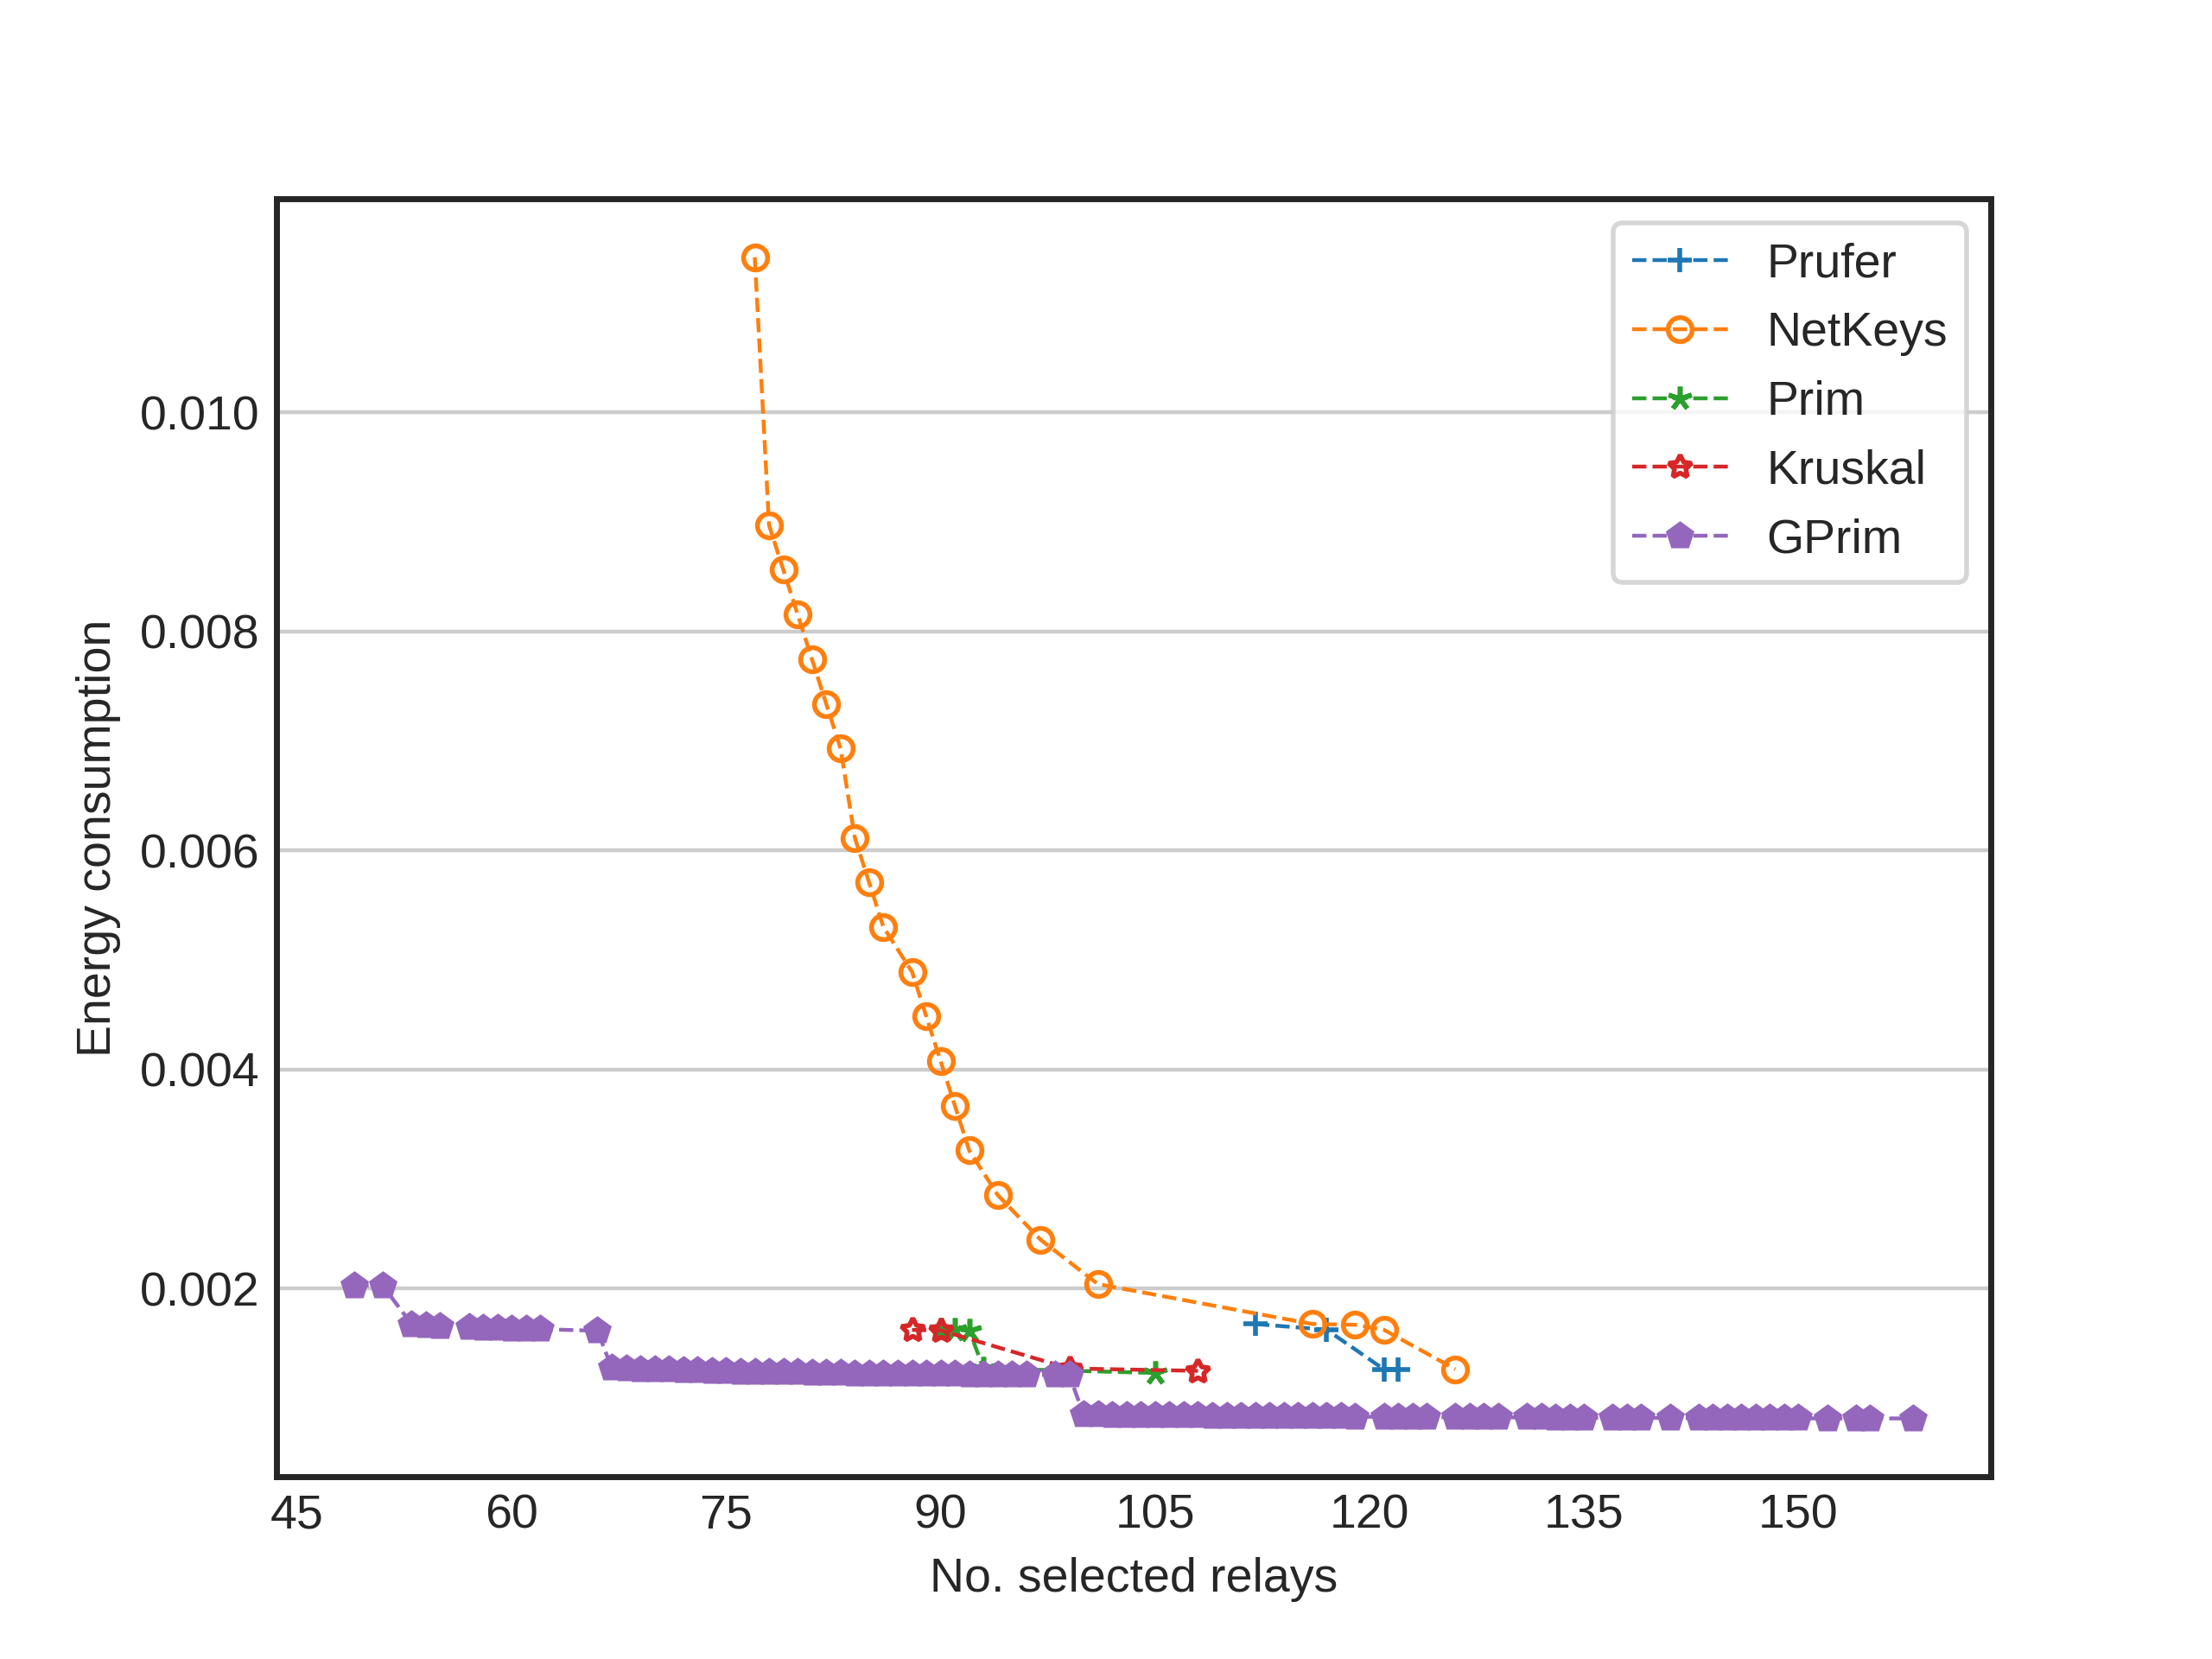 Prufer
NetKeys
Prim
Kruskal
GPrim
0.010
0.008
0.006
0.004
0.002
Energy consumption
45 60 75 90 105 120 135 150
No. selected relays